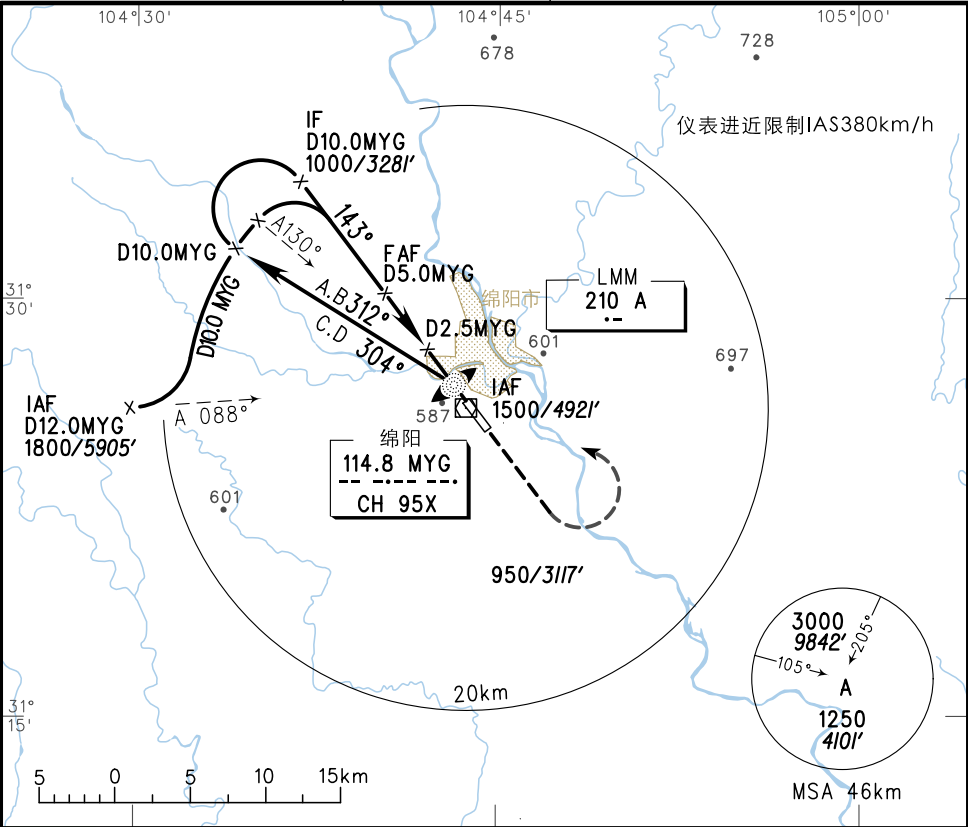 104°30'
104°45'
105°00'
678
728
仪表进近限制IAS380km/h
IF
D10.0MYG
1000/3281'
143°
A130°
D10.0MYG
FAF
D5.0MYG
D10.0 MYG
A.B312°
C.D 304°
D2.5MYG
绵阳市
LMM
210 A
31°
30'
601
697
IAF
1500/4921'
IAF
D12.0MYG
1800/5905'
A 088°
587
绵阳
114.8 MYG
CH 95X
601
950/3117'
20km
3000
9842'
205°
105°
A
1250
4101'
MSA 46km
31°
15'
5 0 5 10 15km